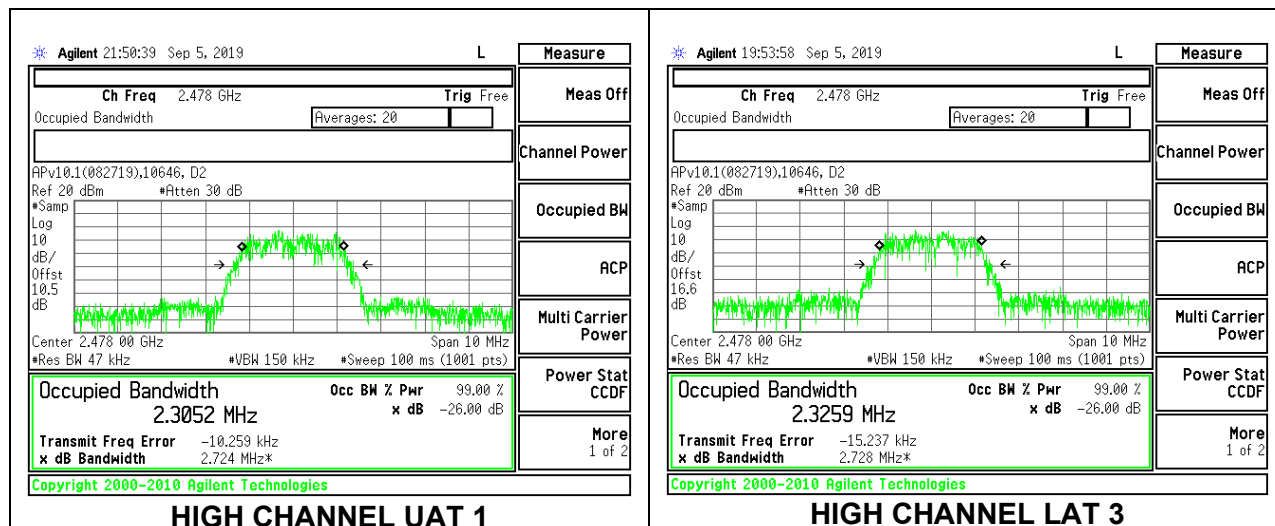 Agilent 21:50:39 Sep 5, 2019 L
Measure
Ch Freq 2.478 GHz Trig Free
Meas Off
Occupied Bandwidth Averages: 20
Channel Power
APv10.1(082719),10646, D2
Ref 20 dBm #Atten 30 dB
#Samp
Occupied BW
Log
10
dB/
ACP
Offst
10.5
dB
Multi Carrier
Power
Center 2.478 00 GHz Span 10 MHz
#Res BW 47 kHz #VBW 150 kHz #Sweep 100 ms (1001 pts)
Power Stat
CCDF
Occupied Bandwidth Occ BW % Pwr 99.00 %
2.3052 MHz x dB -26.00 dB
More
1 of 2
Transmit Freq Error -10.259 kHz
x dB Bandwidth 2.724 MHz*
Copyright 2000-2010 Agilent Technologies
HIGH CHANNEL UAT 1
Agilent 19:53:58 Sep 5, 2019 L
Measure
Ch Freq 2.478 GHz Trig Free
Meas Off
Occupied Bandwidth Averages: 20
Channel Power
APv10.1(082719),10646, D2
Ref 20 dBm #Atten 30 dB
#Samp
Occupied BW
Log
10
dB/
ACP
Offst
16.6
dB
Multi Carrier
Power
Center 2.478 00 GHz Span 10 MHz
#Res BW 47 kHz #VBW 150 kHz #Sweep 100 ms (1001 pts)
Power Stat
CCDF
Occupied Bandwidth Occ BW % Pwr 99.00 %
2.3259 MHz x dB -26.00 dB
More
1 of 2
Transmit Freq Error -15.237 kHz
x dB Bandwidth 2.728 MHz*
Copyright 2000-2010 Agilent Technologies
HIGH CHANNEL LAT 3